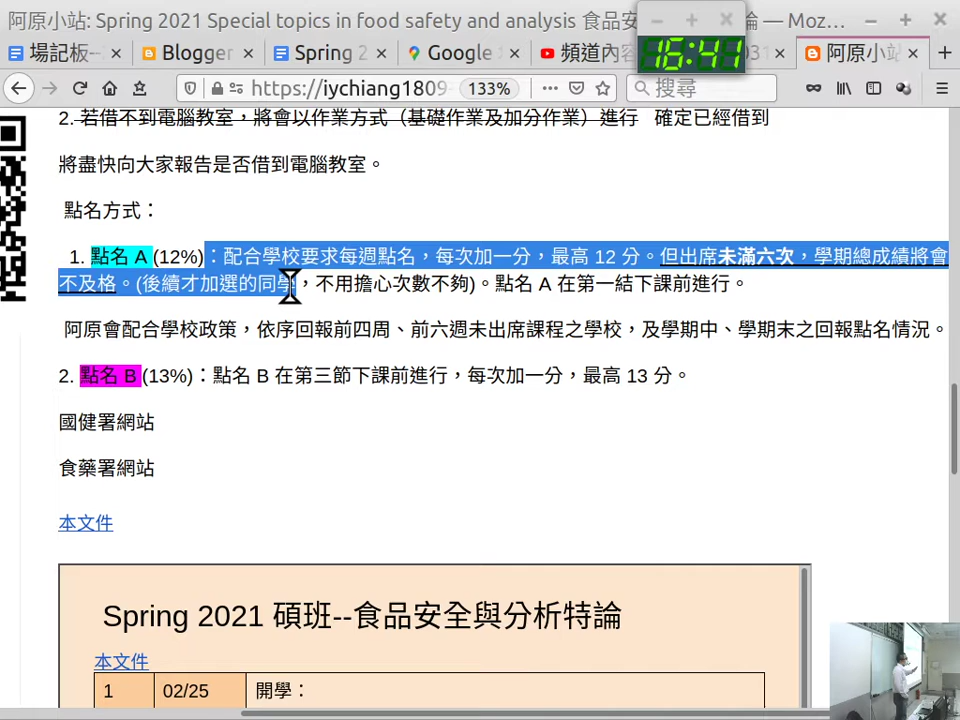 阿原小站: Spring 2021 Special topics in food safety and analysis 食品安
論 — Moz…
16:41
場記板-
Blogger
Spring 2
Google
頻道內容
阿原小站
https://iychiang1809
133%
搜尋
2. 若借不到電腦教室，將會以作業方式（基礎作業及加分作業）進行 確定已經借到
將盡快向大家報告是否借到電腦教室。
點名方式：
1. 點名 A (12%)：配合學校要求每週點名，每次加一分，最高 12 分。但出席未滿六次，學期總成績將會
不及格。(後續才加選的同學，不用擔心次數不夠)。點名 A 在第一結下課前進行。
阿原會配合學校政策，依序回報前四周、前六週未出席課程之學校，及學期中、學期末之回報點名情況。
2. 點名 B (13%)：點名 B 在第三節下課前進行，每次加一分，最高 13 分。
國健署網站
食藥署網站
本文件
Spring 2021 碩班--食品安全與分析特論
本文件
1 02/25 開學：